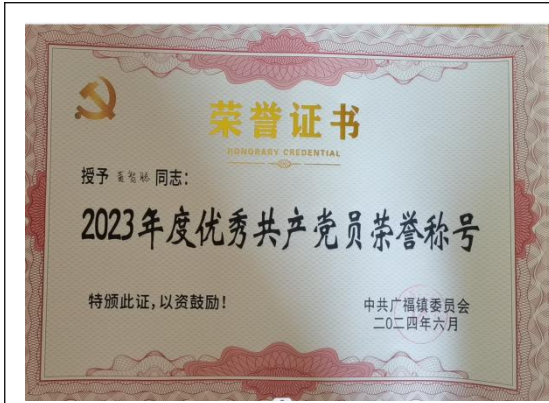 荣誉证书
HONORARY CREDENTIAL
授予 同志：
2023年度优秀共产党员荣誉称号
特颁此证，以资鼓励！
中共广福镇委员会
二〇二四年六月